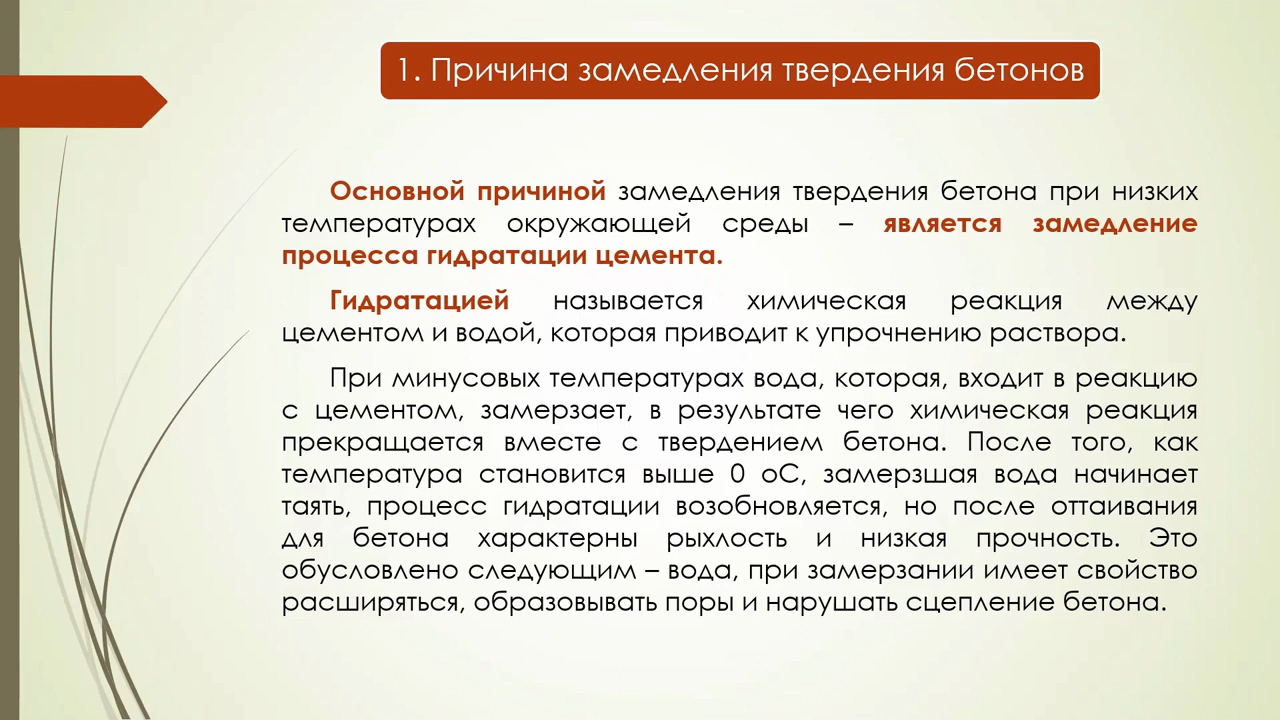 1. Причина замедления твердения бетонов
Основной причиной замедления твердения бетона при низких
температурах окружающей среды – является замедление
процесса гидратации цемента.
Гидратацией называется химическая реакция между
цементом и водой, которая приводит к упрочнению раствора.
При минусовых температурах вода, которая, входит в реакцию
с цементом, замерзает, в результате чего химическая реакция
прекращается вместе с твердением бетона. После того, как
температура становится выше 0 оС, замерзшая вода начинает
таять, процесс гидратации возобновляется, но после оттаивания
для бетона характерны рыхлость и низкая прочность. Это
обусловлено следующим – вода, при замерзании имеет свойство
расширяться, образовывать поры и нарушать сцепление бетона.